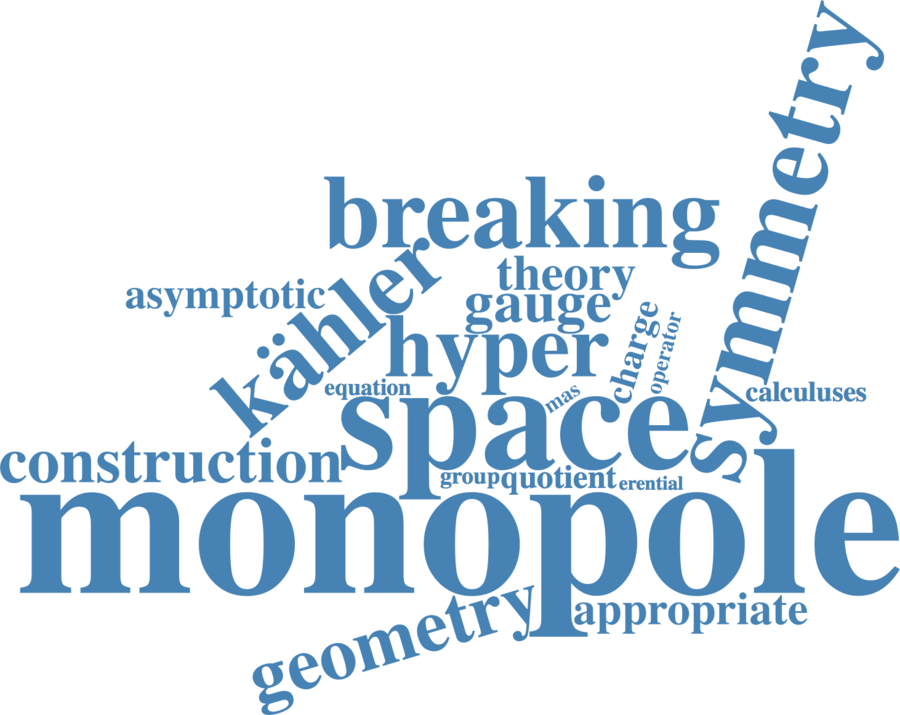 symmetry
breaking
theory
asymptotic
kähler
gauge
charge
operator
hyper
equation
mas
calculuses
space
construction
group
quotient
erential
monopole
appropriate
geometry